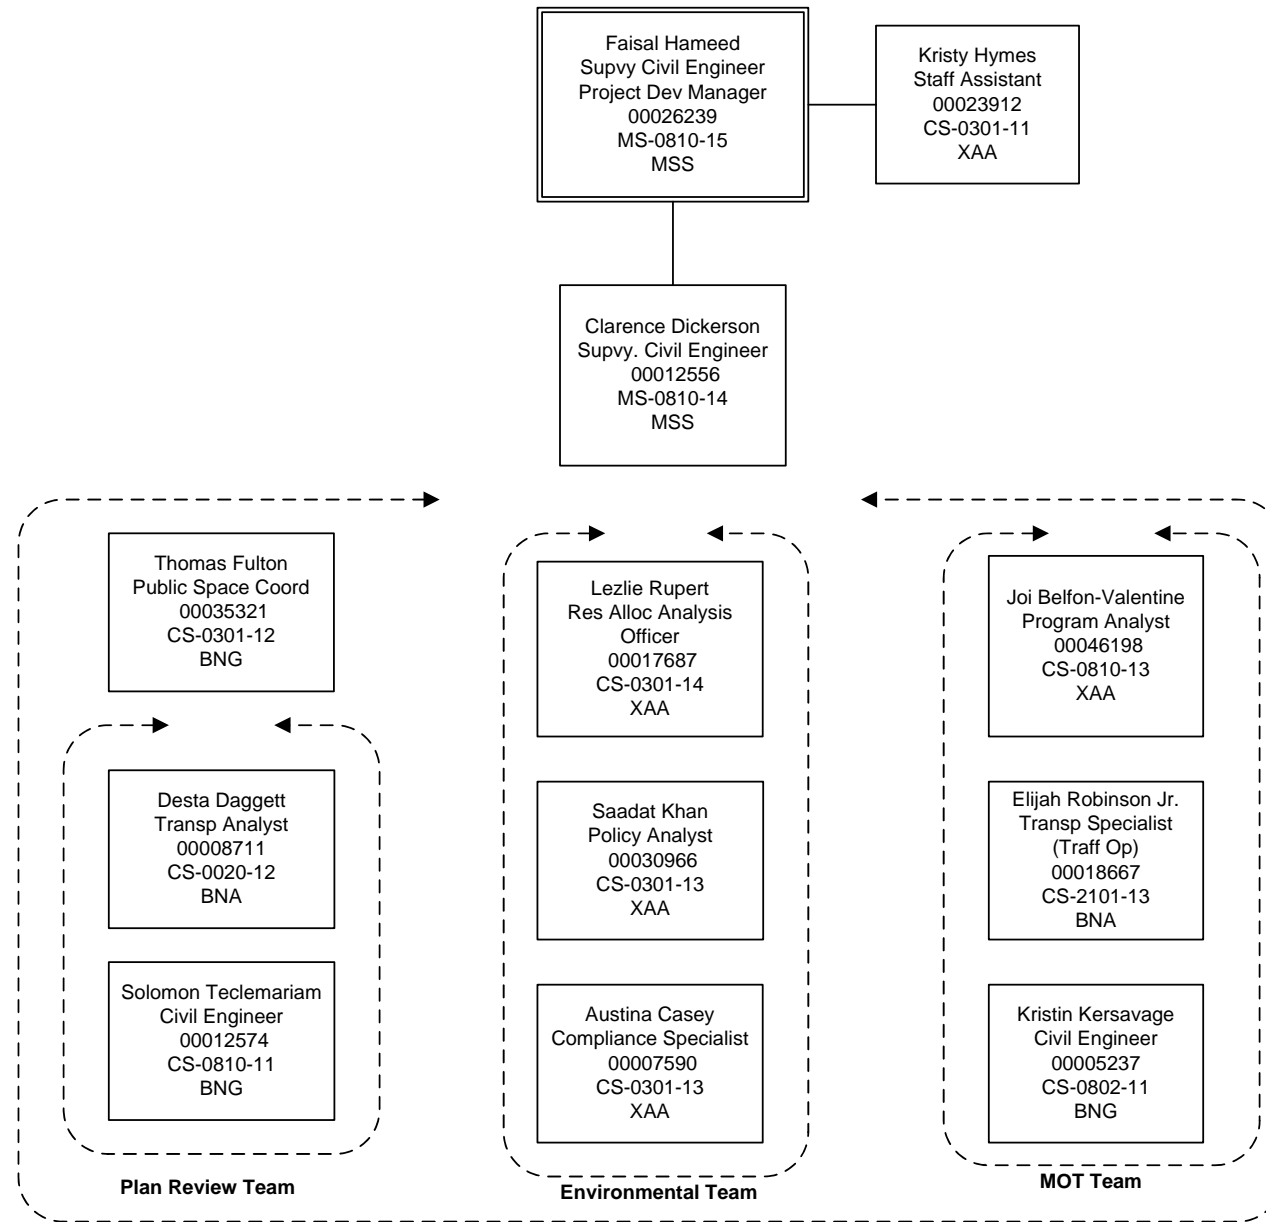 Faisal Hameed
Supvy Civil Engineer
Project Dev Manager
00026239
MS-0810-15
MSS
Kristy Hymes
Staff Assistant
00023912
CS-0301-11
XAA
Clarence Dickerson
Supvy. Civil Engineer
00012556
MS-0810-14
MSS
Thomas Fulton
Public Space Coord
00035321
CS-0301-12
BNG
Desta Daggett
Transp Analyst
00008711
CS-0020-12
BNA
Solomon Teclemariam
Civil Engineer
00012574
CS-0810-11
BNG
Plan Review Team
Lezlie Rupert
Res Alloc Analysis
Officer
00017687
CS-0301-14
XAA
Saadat Khan
Policy Analyst
00030966
CS-0301-13
XAA
Austina Casey
Compliance Specialist
00007590
CS-0301-13
XAA
Environmental Team
Joi Belfon-Valentine
Program Analyst
00046198
CS-0810-13
XAA
Elijah Robinson Jr.
Transp Specialist
(Traff Op)
00018667
CS-2101-13
BNA
Kristin Kersavage
Civil Engineer
00005237
CS-0802-11
BNG
MOT Team